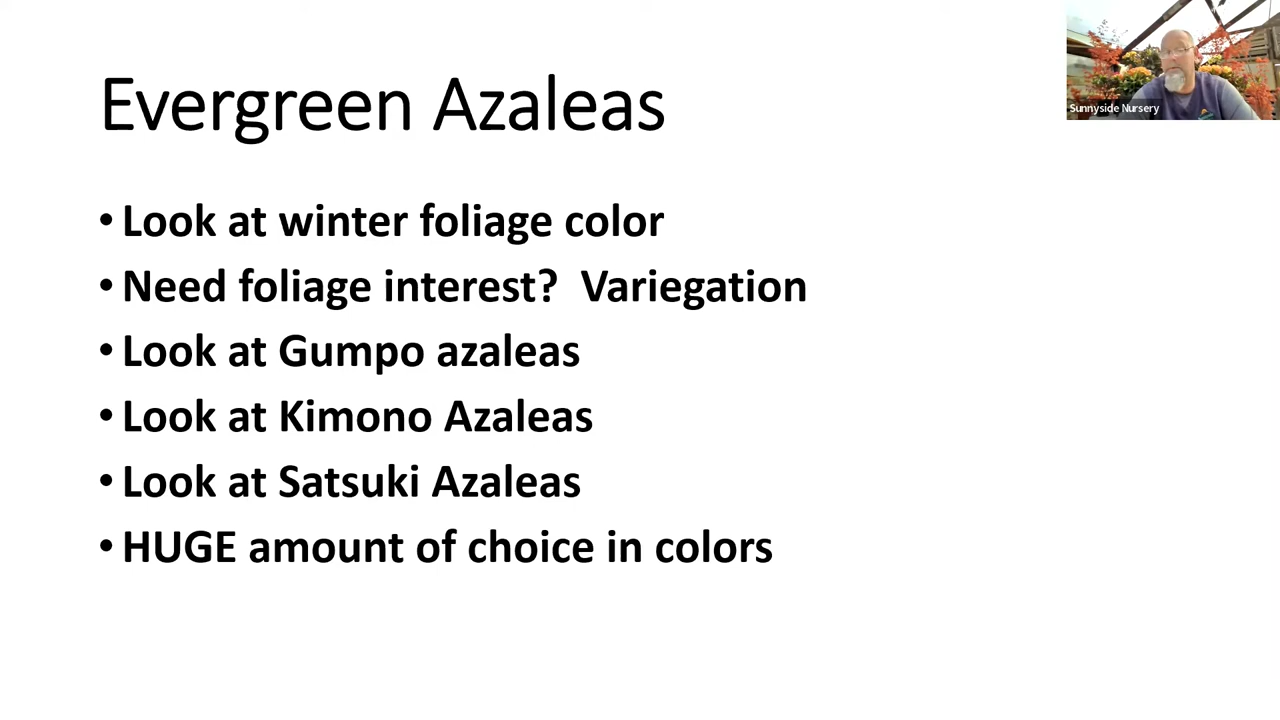 Evergreen Azaleas
Sunnyside Nursery
• Look at winter foliage color
• Need foliage interest?  Variegation
• Look at Gumpo azaleas
• Look at Kimono Azaleas
• Look at Satsuki Azaleas
• HUGE amount of choice in colors